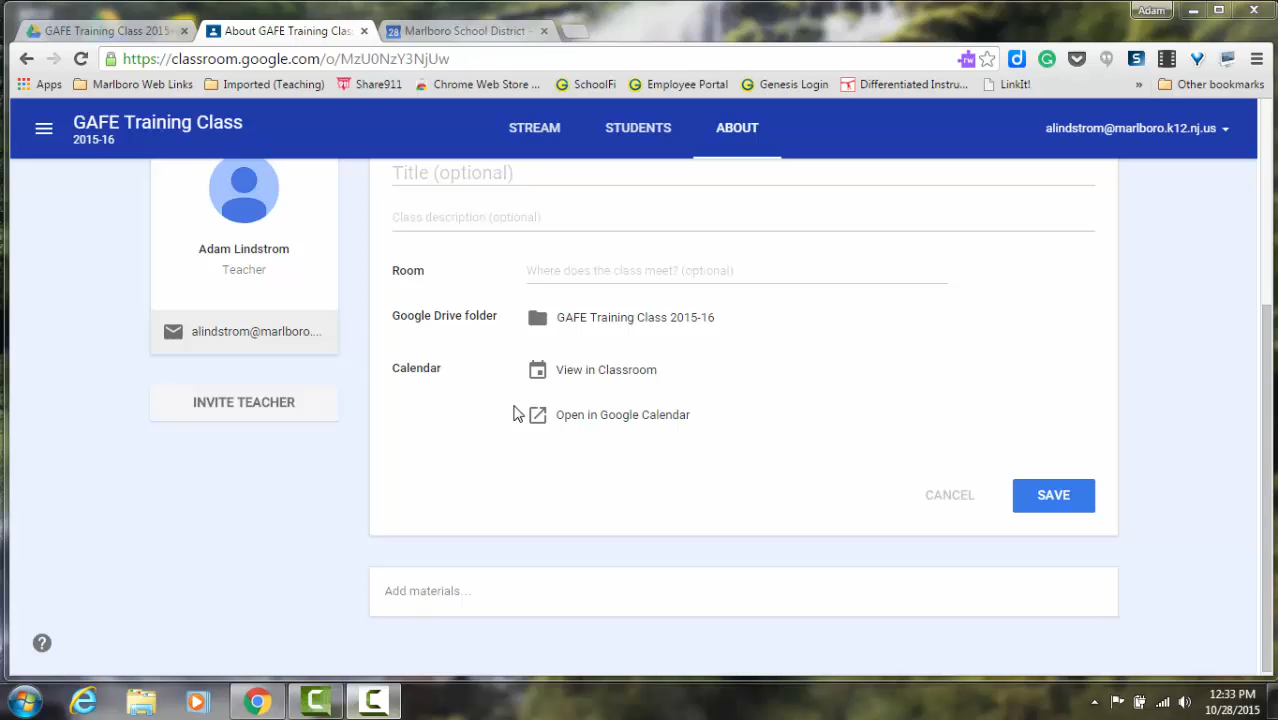 Adam
GAFE Training Class 2015-
About GAFE Training Clas
28 Marlboro School District -
https://classroom.google.com/o/MzU0NzY3NjUw
Apps Marlboro Web Links Imported (Teaching) Share911 Chrome Web Store ... SchoolFi Employee Portal Genesis Login Differentiated Instru... LinkIt! » Other bookmarks
GAFE Training Class
2015-16
STREAM STUDENTS ABOUT
alindstrom@marlboro.k12.nj.us
Adam Lindstrom
Teacher
alindstrom@marlboro....
INVITE TEACHER
Title (optional)
Class description (optional)
Room Where does the class meet? (optional)
Google Drive folder GAFE Training Class 2015-16
Calendar View in Classroom
Open in Google Calendar
CANCEL SAVE
Add materials...
?
12:33 PM
10/28/2015